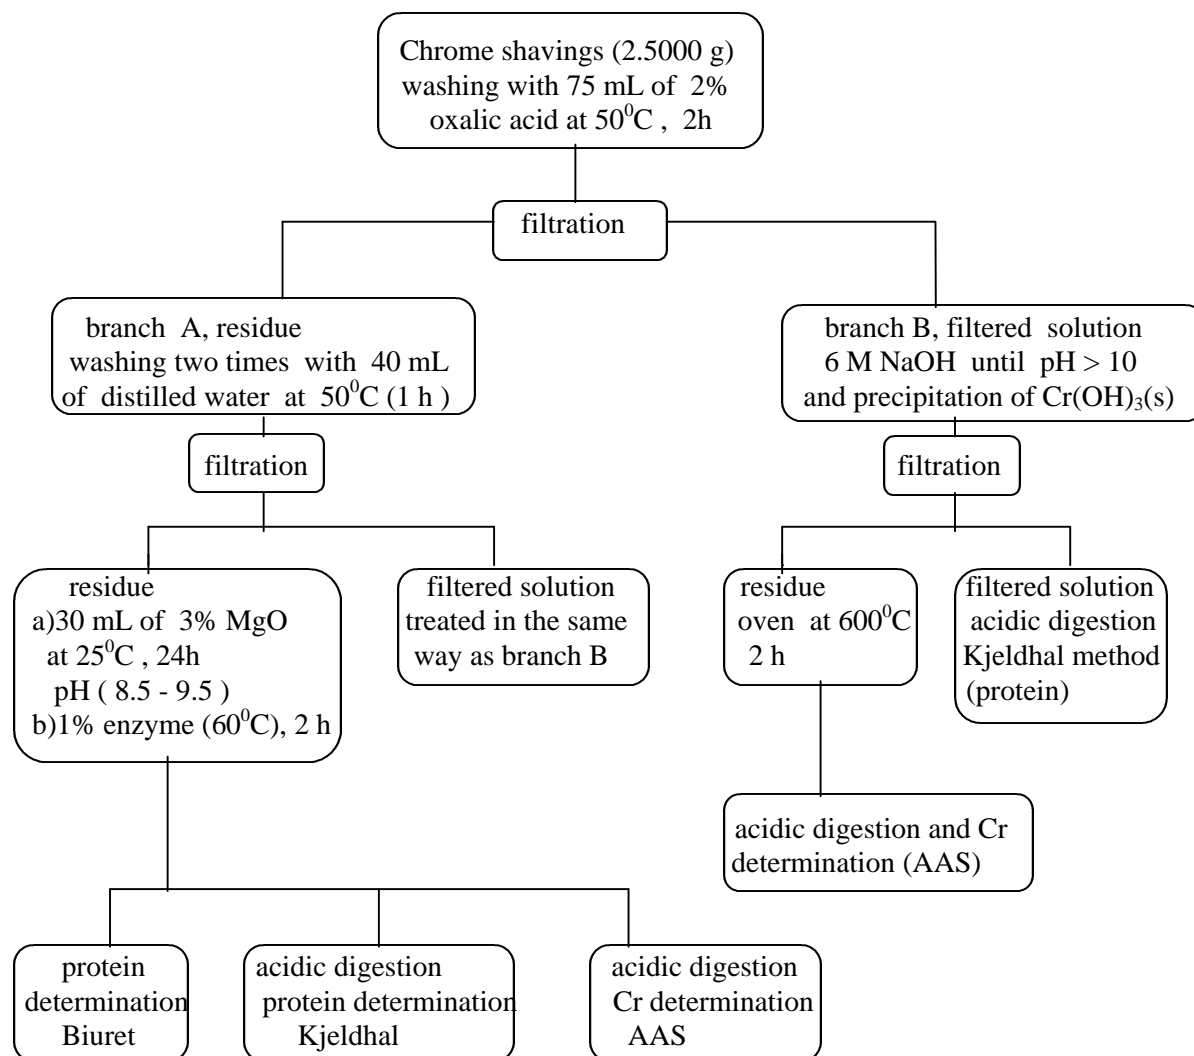 Chrome shavings (2.5000 g)
washing with 75 mL of 2%
oxalic acid at 50⁰C , 2h
filtration
branch A, residue
washing two times with 40 mL
of distilled water at 50⁰C (1 h )
branch B, filtered solution
6 M NaOH until pH > 10
and precipitation of Cr(OH)₃(s)
filtration
filtration
residue
a)30 mL of 3% MgO
at 25⁰C , 24h
pH ( 8.5 - 9.5 )
b)1% enzyme (60⁰C), 2 h
filtered solution
treated in the same
way as branch B
residue
oven at 600⁰C
2 h
filtered solution
acidic digestion
Kjeldhal method
(protein)
acidic digestion and Cr
determination (AAS)
protein
determination
Biuret
acidic digestion
protein determination
Kjeldhal
acidic digestion
Cr determination
AAS